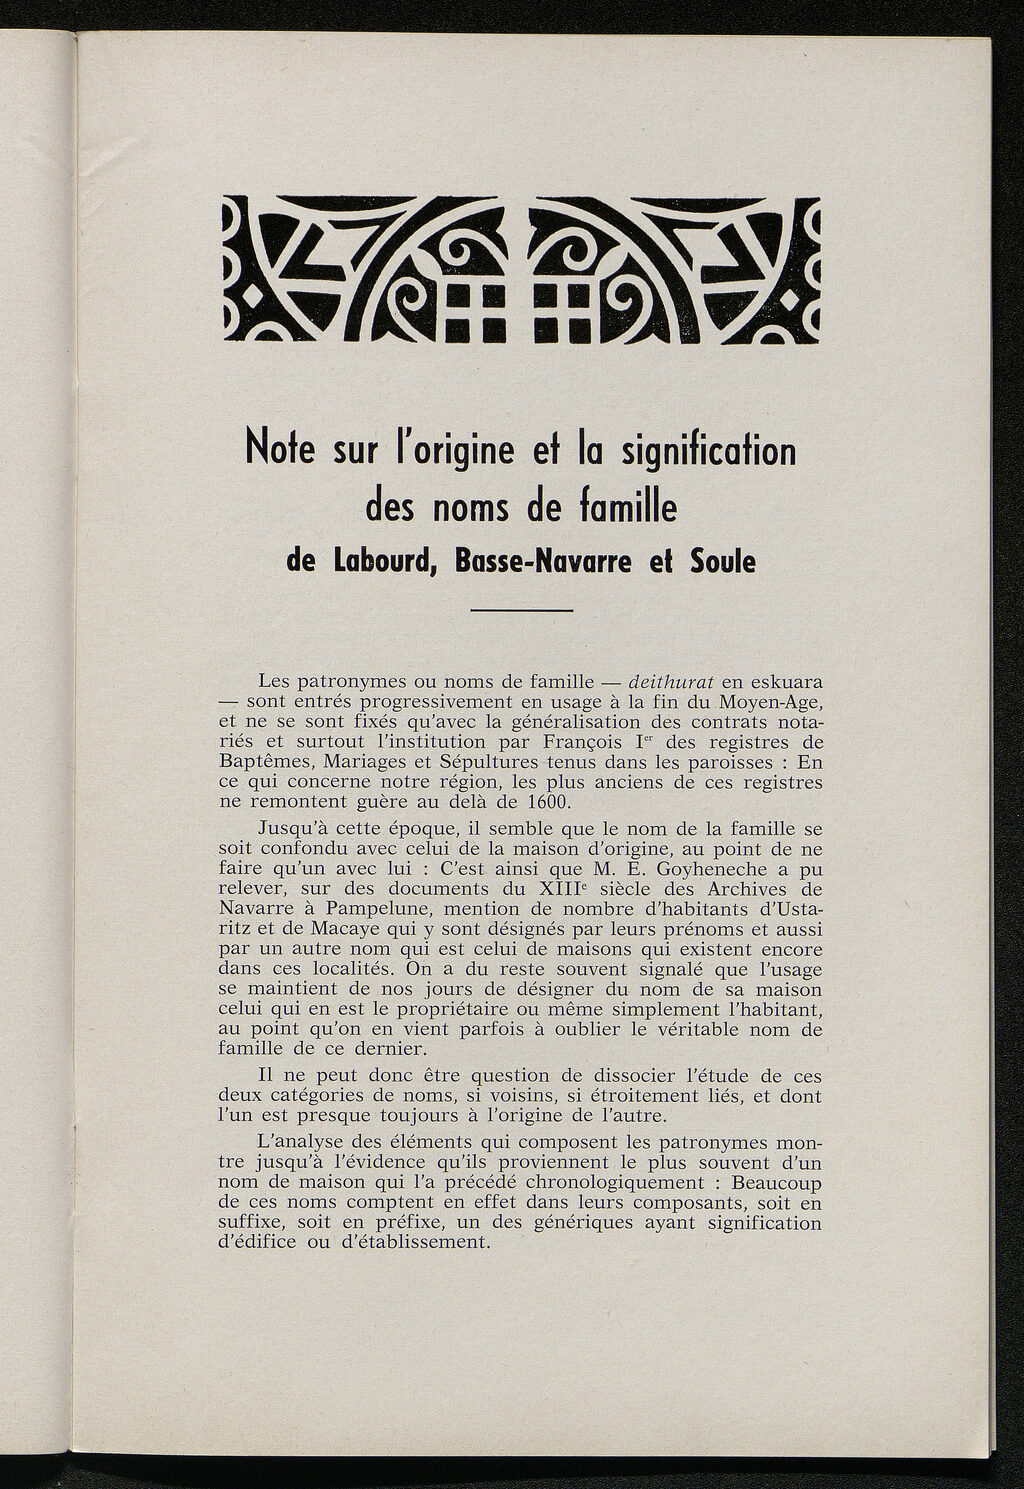 Note sur l'origine et la signification
des noms de famille
de Labourd, Basse-Navarre et Soule
Les patronymes ou noms de famille — deithurat en eskuara
— sont entrés progressivement en usage à la fin du Moyen-Age,
et ne se sont fixés qu'avec la généralisation des contrats nota-
riés et surtout l'institution par François Ier des registres de
Baptêmes, Mariages et Sépultures tenus dans les paroisses : En
ce qui concerne notre région, les plus anciens de ces registres
ne remontent guère au delà de 1600.
Jusqu'à cette époque, il semble que le nom de la famille se
soit confondu avec celui de la maison d'origine, au point de ne
faire qu'un avec lui : C'est ainsi que M. E. Goyheneche a pu
relever, sur des documents du XIIIe siècle des Archives de
Navarre à Pampelune, mention de nombre d'habitants d'Usta-
ritz et de Macaye qui y sont désignés par leurs prénoms et aussi
par un autre nom qui est celui de maisons qui existent encore
dans ces localités. On a du reste souvent signalé que l'usage
se maintient de nos jours de désigner du nom de sa maison
celui qui en est le propriétaire ou même simplement l'habitant,
au point qu'on en vient parfois à oublier le véritable nom de
famille de ce dernier.
Il ne peut donc être question de dissocier l'étude de ces
deux catégories de noms, si voisins, si étroitement liés, et dont
l'un est presque toujours à l'origine de l'autre.
L'analyse des éléments qui composent les patronymes mon-
tre jusqu'à l'évidence qu'ils proviennent le plus souvent d'un
nom de maison qui l'a précédé chronologiquement : Beaucoup
de ces noms comptent en effet dans leurs composants, soit en
suffixe, soit en préfixe, un des génériques ayant signification
d'édifice ou d'établissement.